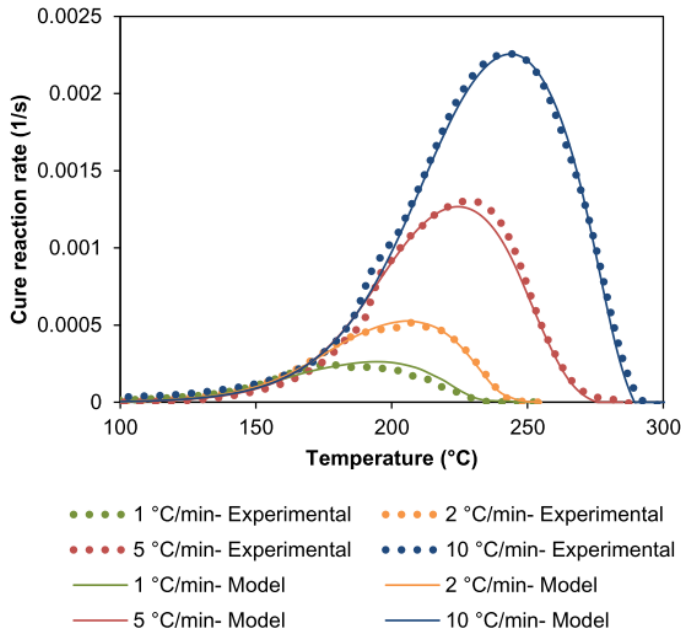 0.0025
0.002
0.0015
0.001
0.0005
0
Cure reaction rate (1/s)
100 150 200 250 300
Temperature (°C)
1 °C/min- Experimental 2 °C/min- Experimental
5 °C/min- Experimental 10 °C/min- Experimental
1 °C/min- Model 2 °C/min- Model
5 °C/min- Model 10 °C/min- Model